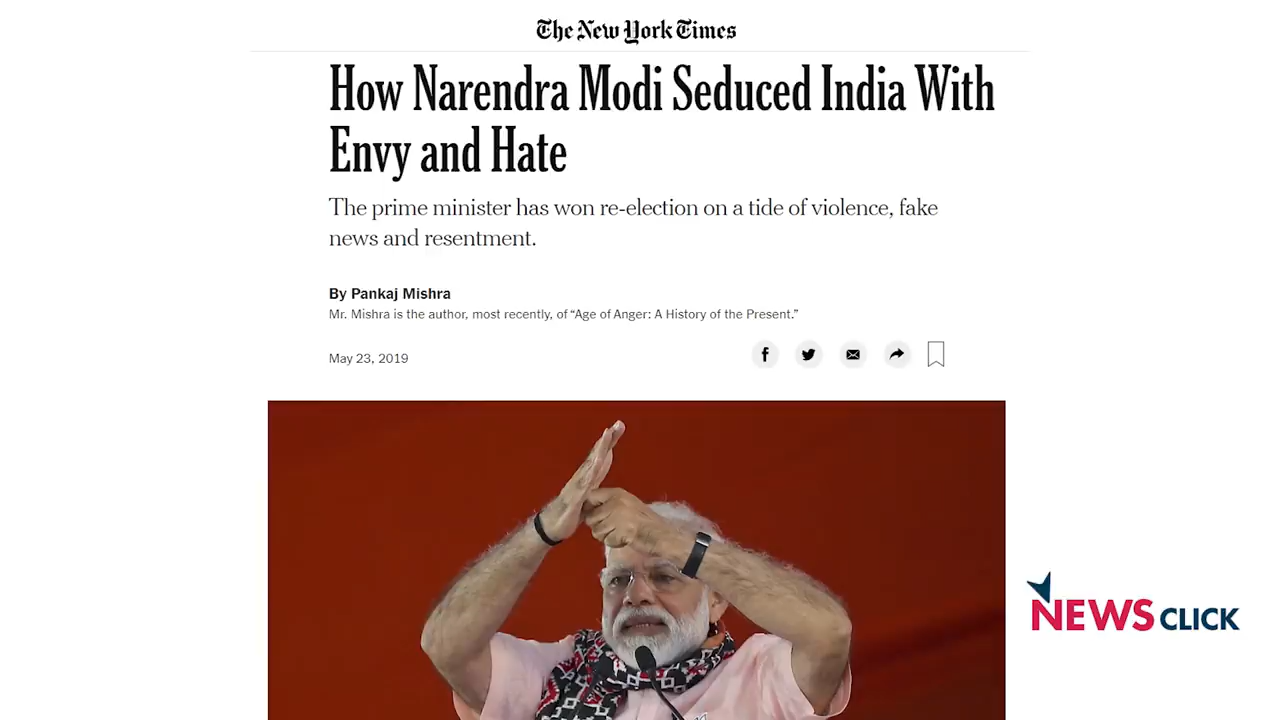 The New York Times
How Narendra Modi Seduced India With
Envy and Hate
The prime minister has won re-election on a tide of violence, fake
news and resentment.
By Pankaj Mishra
Mr. Mishra is the author, most recently, of “Age of Anger: A History of the Present.”
May 23, 2019
NEWS CLICK